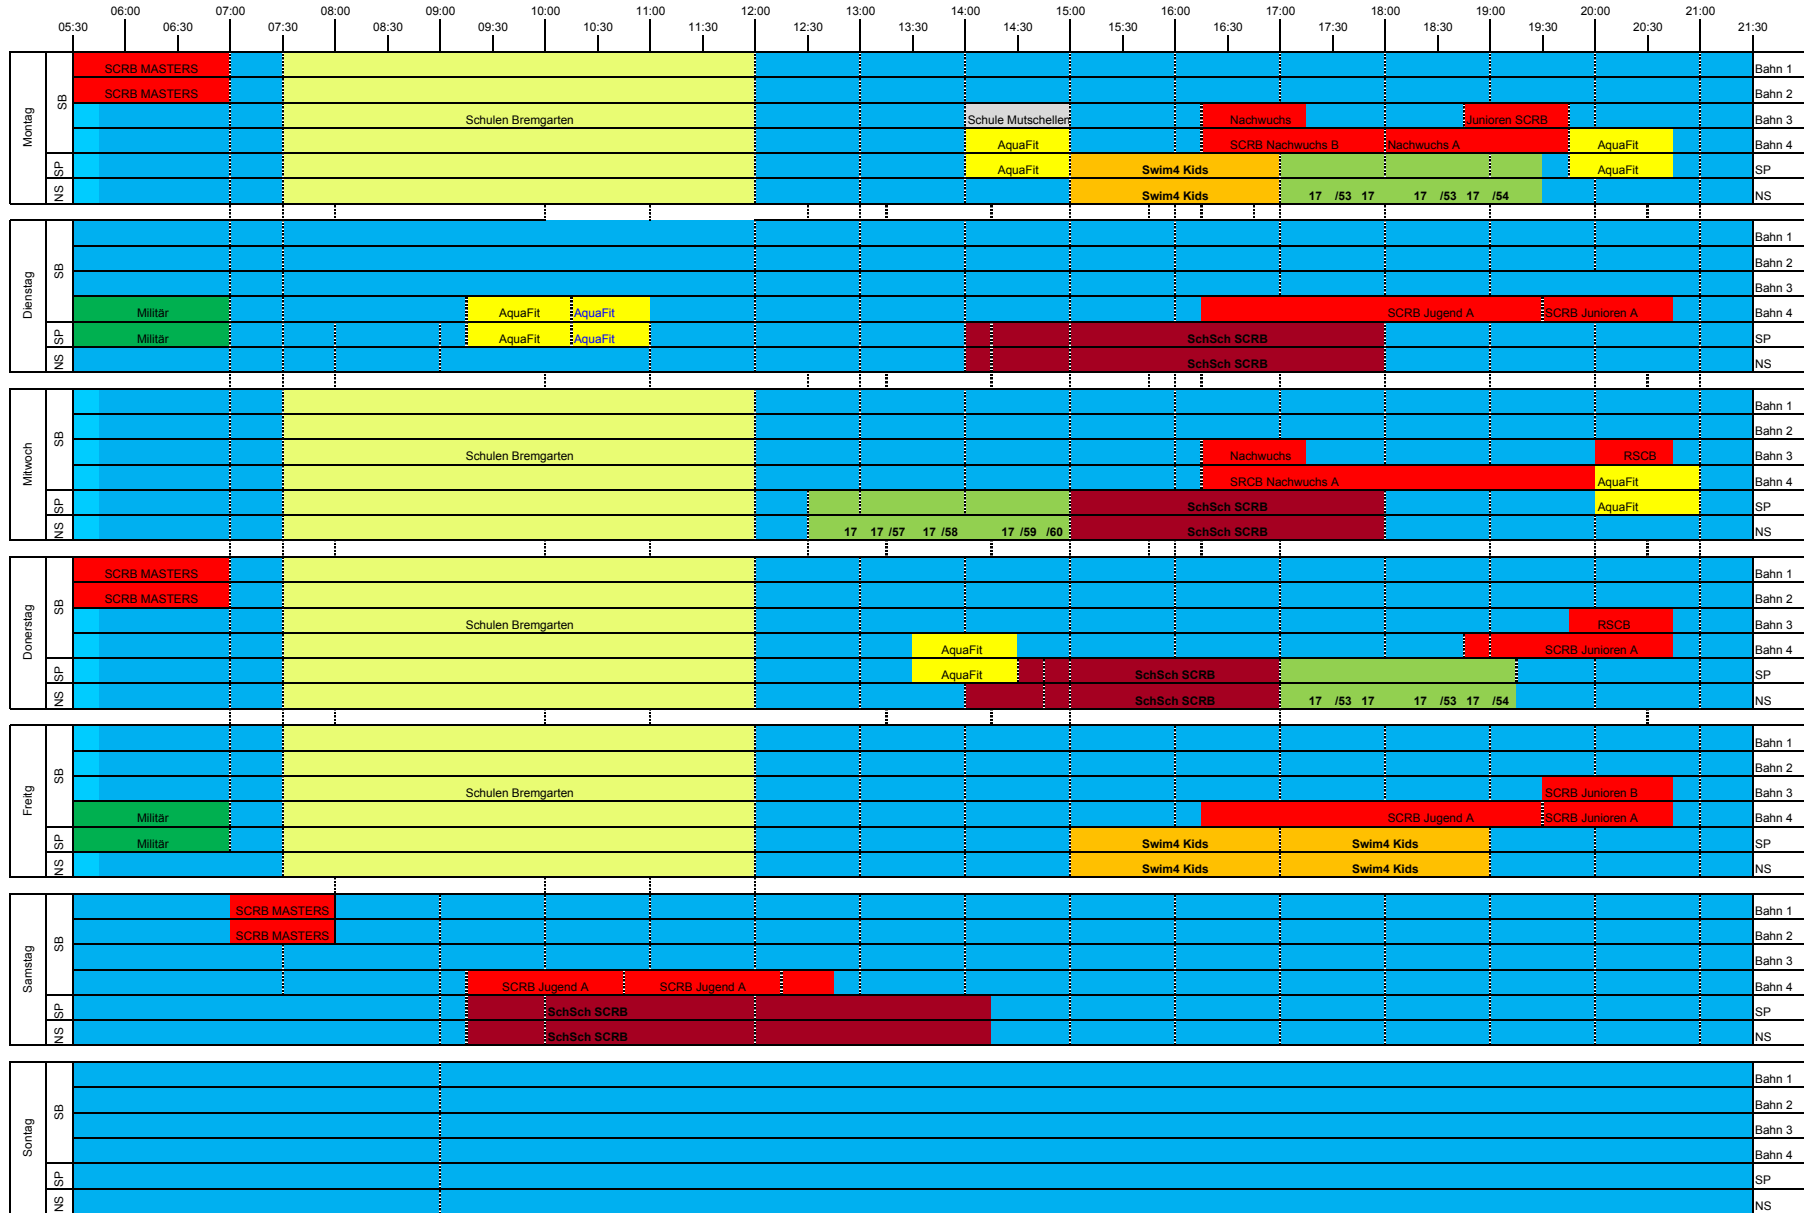 06:00 07:00 08:00 09:00 10:00 11:00 12:00 13:00 14:00 15:00 16:00 17:00 18:00 19:00 20:00 21:00
05:30 06:30 07:30 08:30 09:30 10:30 11:30 12:30 13:30 14:30 15:30 16:30 17:30 18:30 19:30 20:30 21:30
Montag
SB
SCRB MASTERS Bahn 1
SCRB MASTERS Bahn 2
Schulen Bremgarten Schule Mutschellen Nachwuchs Junioren SCRB Bahn 3
AquaFit SCRB Nachwuchs B Nachwuchs A AquaFit Bahn 4
SP AquaFit Swim4 Kids AquaFit SP
NS Swim4 Kids 17 /53 17 17 /53 17 /54 NS
Dienstag
SB
Bahn 1
Bahn 2
Bahn 3
Militär AquaFit AquaFit SCRB Jugend A SCRB Junioren A Bahn 4
SP Militär AquaFit AquaFit SchSch SCRB SP
NS SchSch SCRB NS
Mittwoch
SB
Bahn 1
Bahn 2
Schulen Bremgarten Nachwuchs RSCB Bahn 3
SRCB Nachwuchs A AquaFit Bahn 4
SP SchSch SCRB AquaFit SP
NS 17 17 /57 17 /58 17 /59 /60 SchSch SCRB NS
Donerstag
SB
SCRB MASTERS Bahn 1
SCRB MASTERS Bahn 2
Schulen Bremgarten RSCB Bahn 3
AquaFit SCRB Junioren A Bahn 4
SP AquaFit SchSch SCRB SP
NS SchSch SCRB 17 /53 17 17 /53 17 /54 NS
Freitg
SB
Bahn 1
Bahn 2
Schulen Bremgarten SCRB Junioren B Bahn 3
Militär SCRB Jugend A SCRB Junioren A Bahn 4
SP Militär Swim4 Kids Swim4 Kids SP
NS Swim4 Kids Swim4 Kids NS
Samstag
SB
SCRB MASTERS Bahn 1
SCRB MASTERS Bahn 2
Bahn 3
SCRB Jugend A SCRB Jugend A Bahn 4
SP SchSch SCRB SP
NS SchSch SCRB NS
Sontag
SB
Bahn 1
Bahn 2
Bahn 3
Bahn 4
SP SP
NS NS